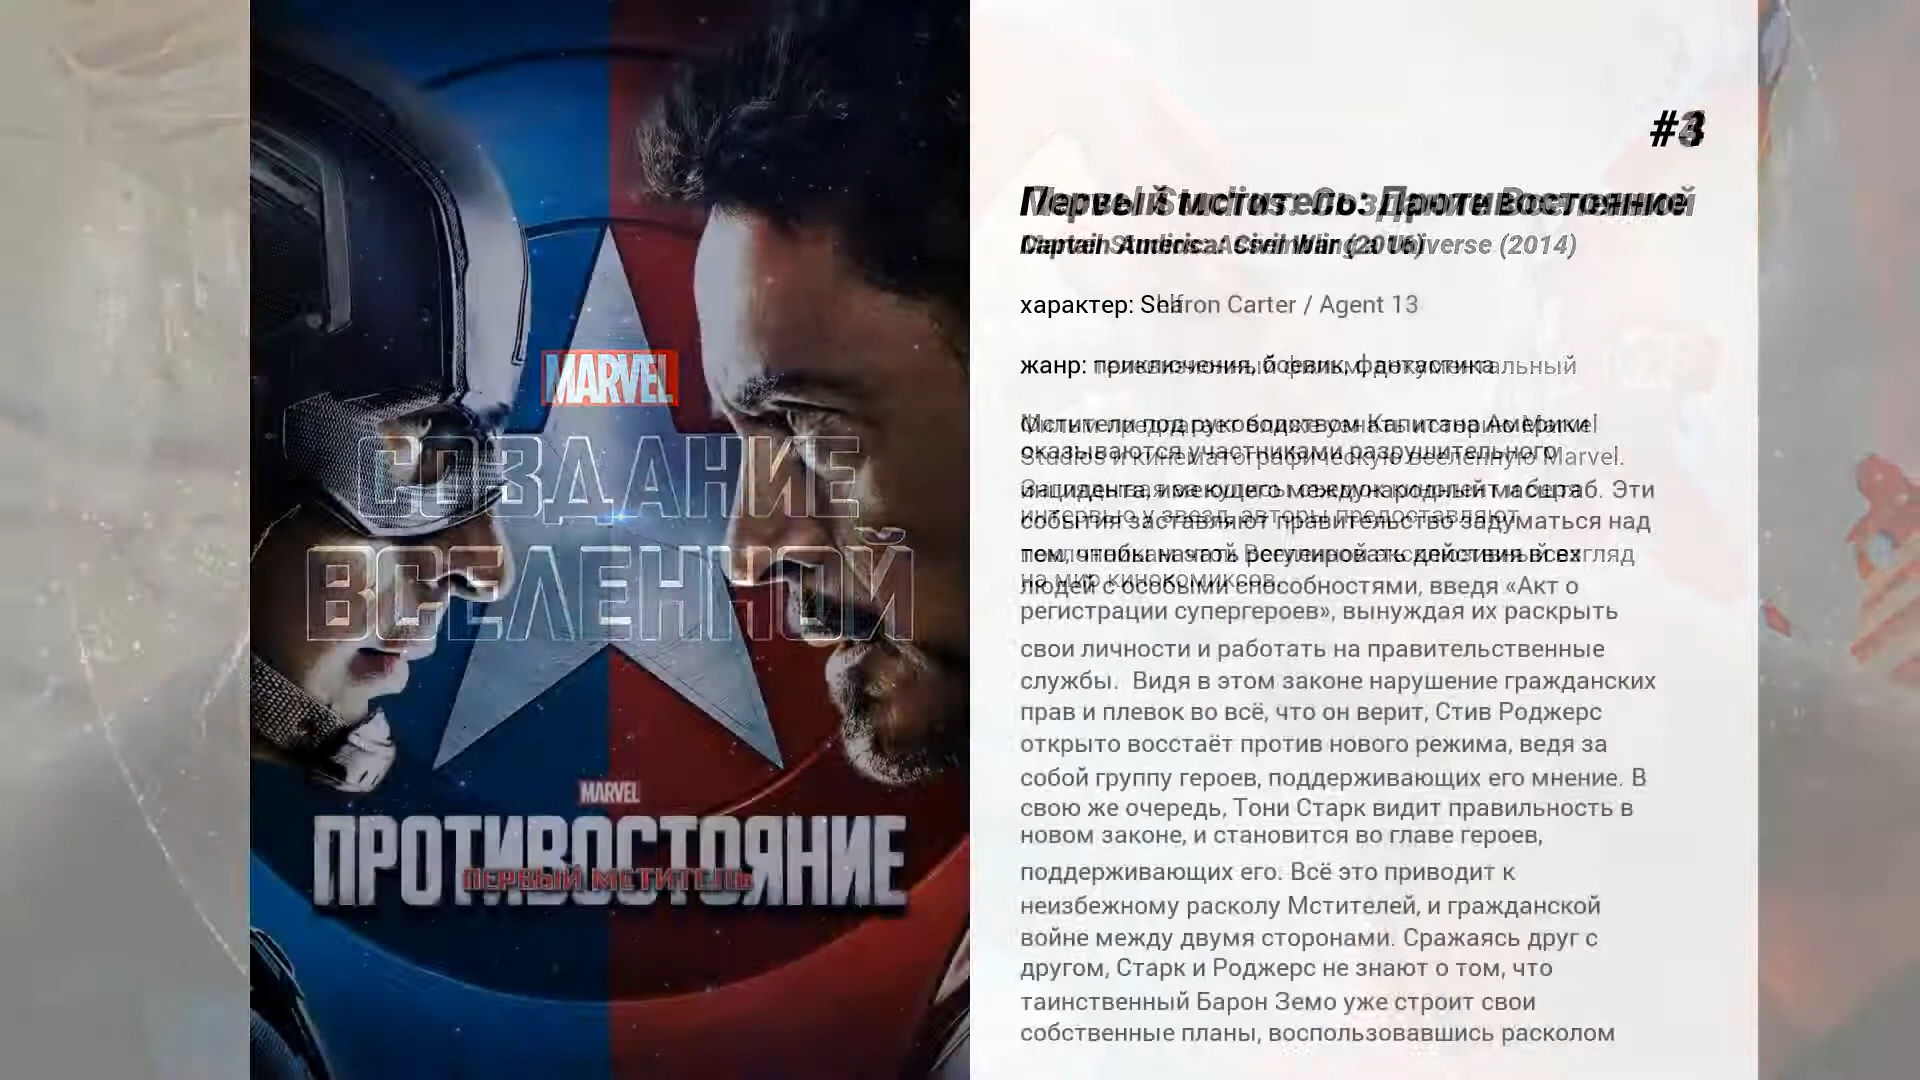 MARVEL
СОЗДАНИЕ
ВСЕЛЕННОЙ
MARVEL
ПРОТИВОСТОЯНИЕ
ПЕРВЫЙ МСТИТЕЛЬ
Первый мститель: Противостояние
Captain America: Civil War (2016)
характер: Sharon Carter / Agent 13
жанр: приключения, боевик, фантастика
Мстители под руководством Капитана Америки
оказываются участниками разрушительного
инцидента, имеющего международный масштаб. Эти
события заставляют правительство задуматься над
тем, чтобы начать регулировать действия всех
людей с особыми способностями, введя «Акт о
регистрации супергероев», вынуждая их раскрыть
свои личности и работать на правительственные
службы. Видя в этом законе нарушение гражданских
прав и плевок во всё, что он верит, Стив Роджерс
открыто восстаёт против нового режима, ведя за
собой группу героев, поддерживающих его мнение. В
свою же очередь, Тони Старк видит правильность в
новом законе, и становится во главе героев,
поддерживающих его. Всё это приводит к
неизбежному расколу Мстителей, и гражданской
войне между двумя сторонами. Сражаясь друг с
другом, Старк и Роджерс не знают о том, что
таинственный Барон Земо уже строит свои
собственные планы, воспользовавшись расколом